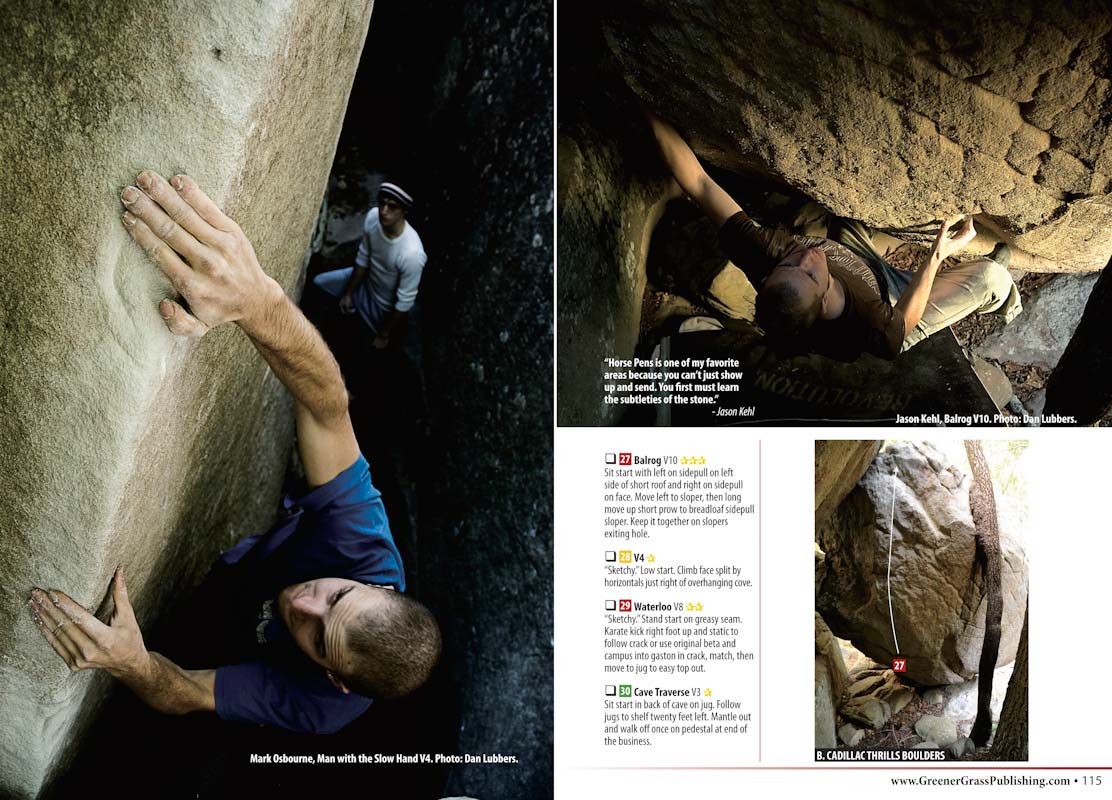 Mark Osbourne, Man with the Slow Hand V4. Photo: Dan Lubbers.
“Horse Pens is one of my favorite
areas because you can’t just show
up and send. You first must learn
the subtleties of the stone.”
- Jason Kehl
REVOLUTION
Jason Kehl, Balrog V10. Photo: Dan Lubbers.
27 Balrog V10
Sit start with left on sidepull on left
side of short roof and right on sidepull
on face. Move left to sloper, then long
move up short prow to breadloaf sidepull
sloper. Keep it together on slopers
exiting hole.
28 V4
“Sketchy.” Low start. Climb face split by
horizontals just right of overhanging cove.
29 Waterloo V8
“Sketchy.” Stand start on greasy seam.
Karate kick right foot up and static to
follow crack or use original beta and
campus into gaston in crack, match, then
move to jug to easy top out.
30 Cave Traverse V3
Sit start in back of cave on jug. Follow
jugs to shelf twenty feet left. Mantle out
and walk off once on pedestal at end of
the business.
27
B. CADILLAC THRILLS BOULDERS
www.GreenerGrassPublishing.com • 115